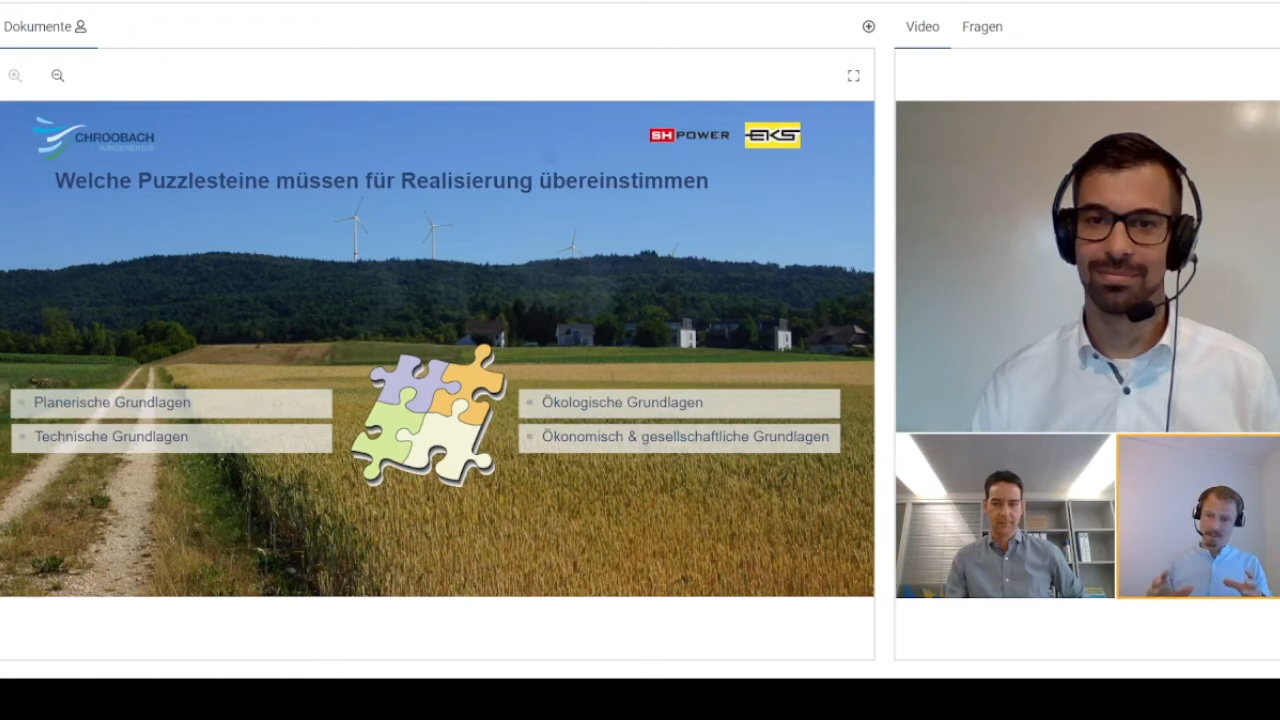 Dokumente
Video
Fragen
CHROOBACH
WINDENERGIE
SH POWER
EKS
Welche Puzzlesteine müssen für Realisierung übereinstimmen
Planerische Grundlagen
Ökologische Grundlagen
Technische Grundlagen
Ökonomisch & gesellschaftliche Grundlagen